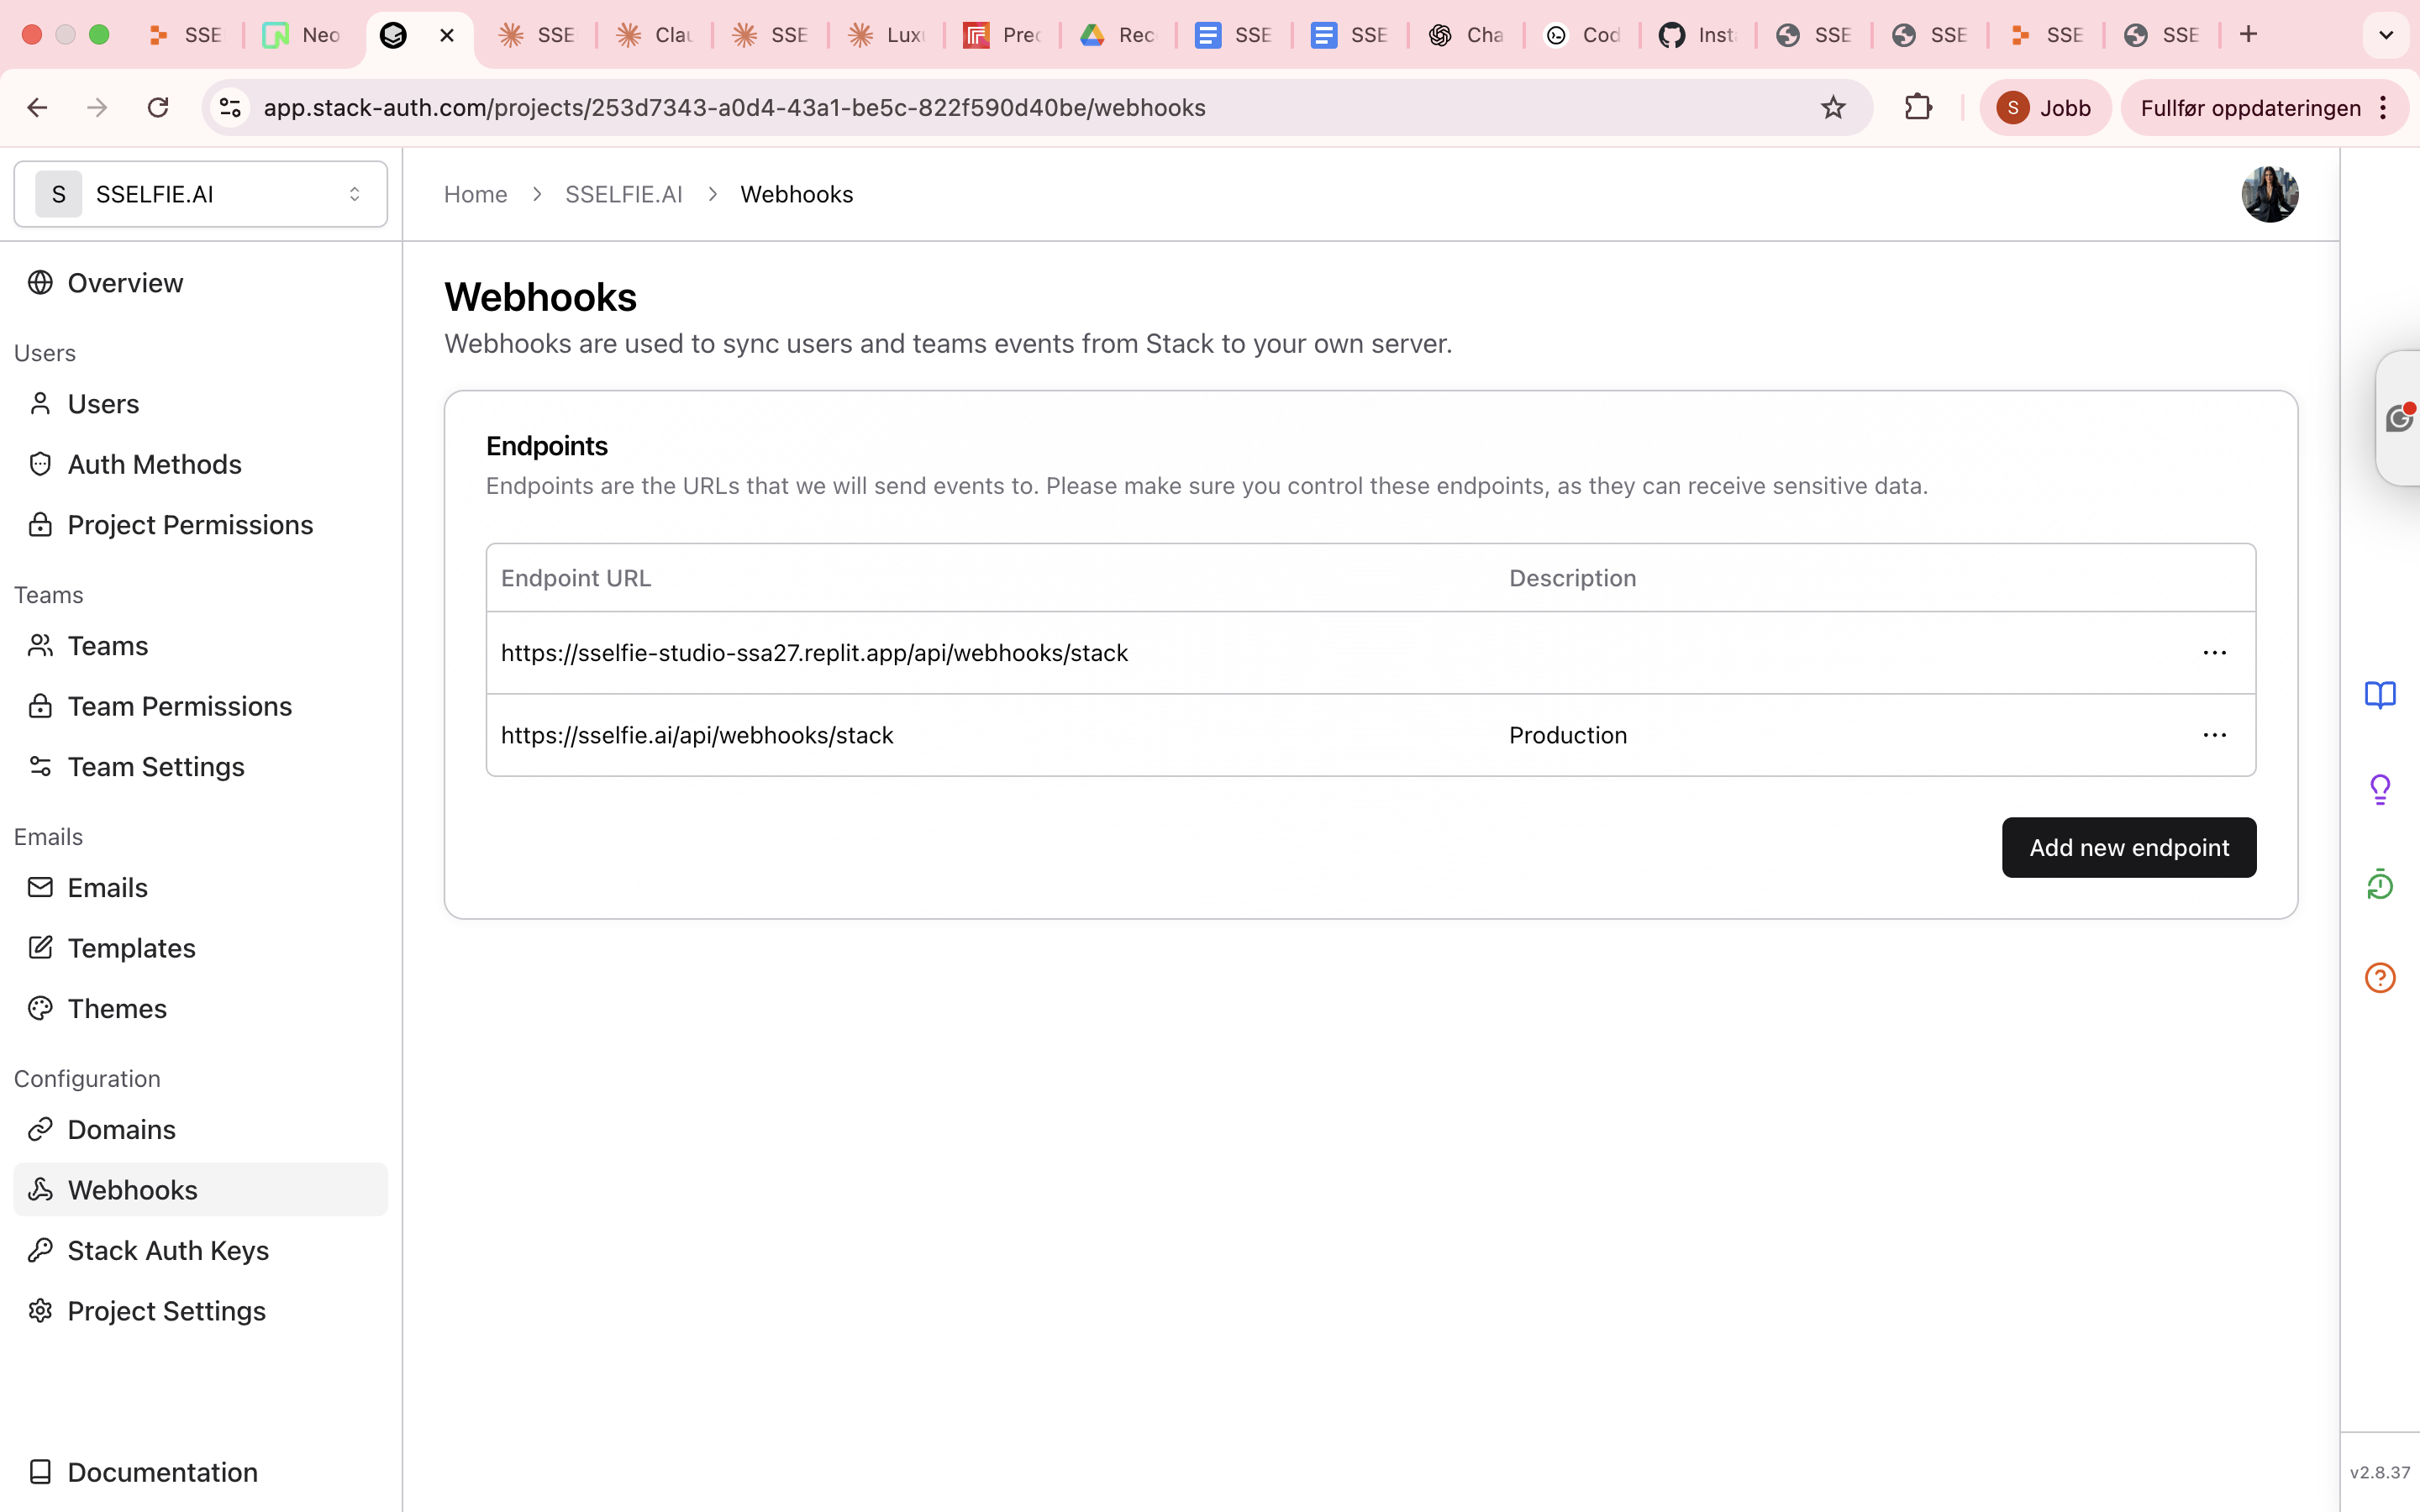 SSE
Neo
SSE
Clau
SSE
Luxu
Prec
Rec
SSE
SSE
Cha
Cod
Insta
SSE
SSE
SSE
SSE
app.stack-auth.com/projects/253d7343-a0d4-43a1-be5c-822f590d40be/webhooks
S Jobb
Fullfør oppdateringen
S SSELFIE.AI
Home > SSELFIE.AI > Webhooks
Overview
Users
Users
Auth Methods
Project Permissions
Teams
Teams
Team Permissions
Team Settings
Emails
Emails
Templates
Themes
Configuration
Domains
Webhooks
Stack Auth Keys
Project Settings
Documentation
Webhooks
Webhooks are used to sync users and teams events from Stack to your own server.
Endpoints
Endpoints are the URLs that we will send events to. Please make sure you control these endpoints, as they can receive sensitive data.
Endpoint URL Description
https://sselfie-studio-ssa27.replit.app/api/webhooks/stack
https://sselfie.ai/api/webhooks/stack Production
Add new endpoint
v2.8.37